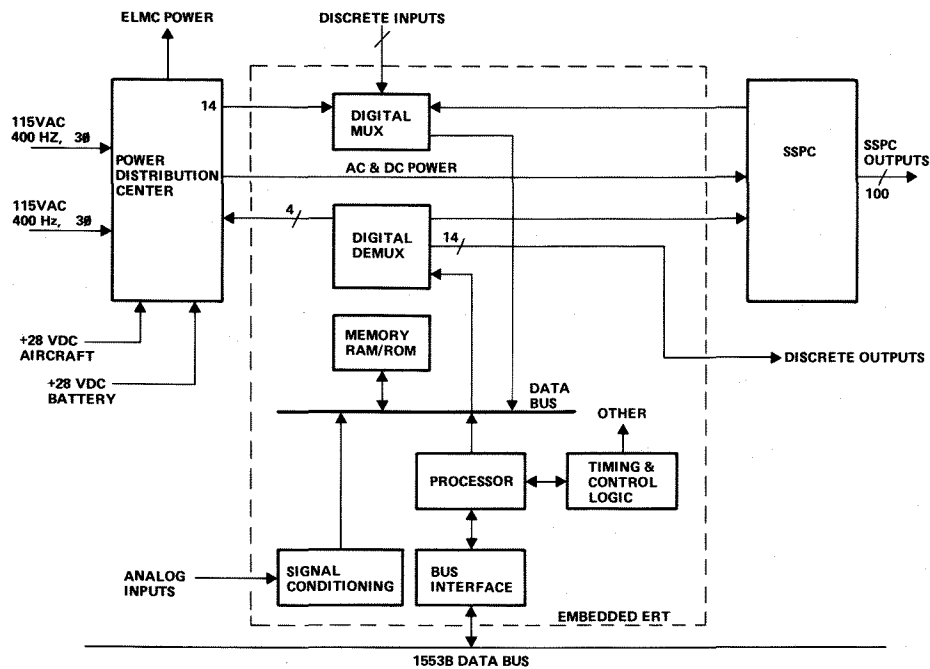 ELMC POWER
DISCRETE INPUTS
14
115VAC
400 HZ, 3Ø
POWER
DISTRIBUTION
CENTER
115VAC
400 Hz, 3Ø
+28 VDC
AIRCRAFT
+28 VDC
BATTERY
DIGITAL
MUX
AC & DC POWER
4
DIGITAL
DEMUX
14
SSPC
SSPC
OUTPUTS
100
DISCRETE OUTPUTS
MEMORY
RAM/ROM
DATA
BUS
OTHER
PROCESSOR
TIMING &
CONTROL
LOGIC
ANALOG
INPUTS
SIGNAL
CONDITIONING
BUS
INTERFACE
EMBEDDED ERT
1553B DATA BUS